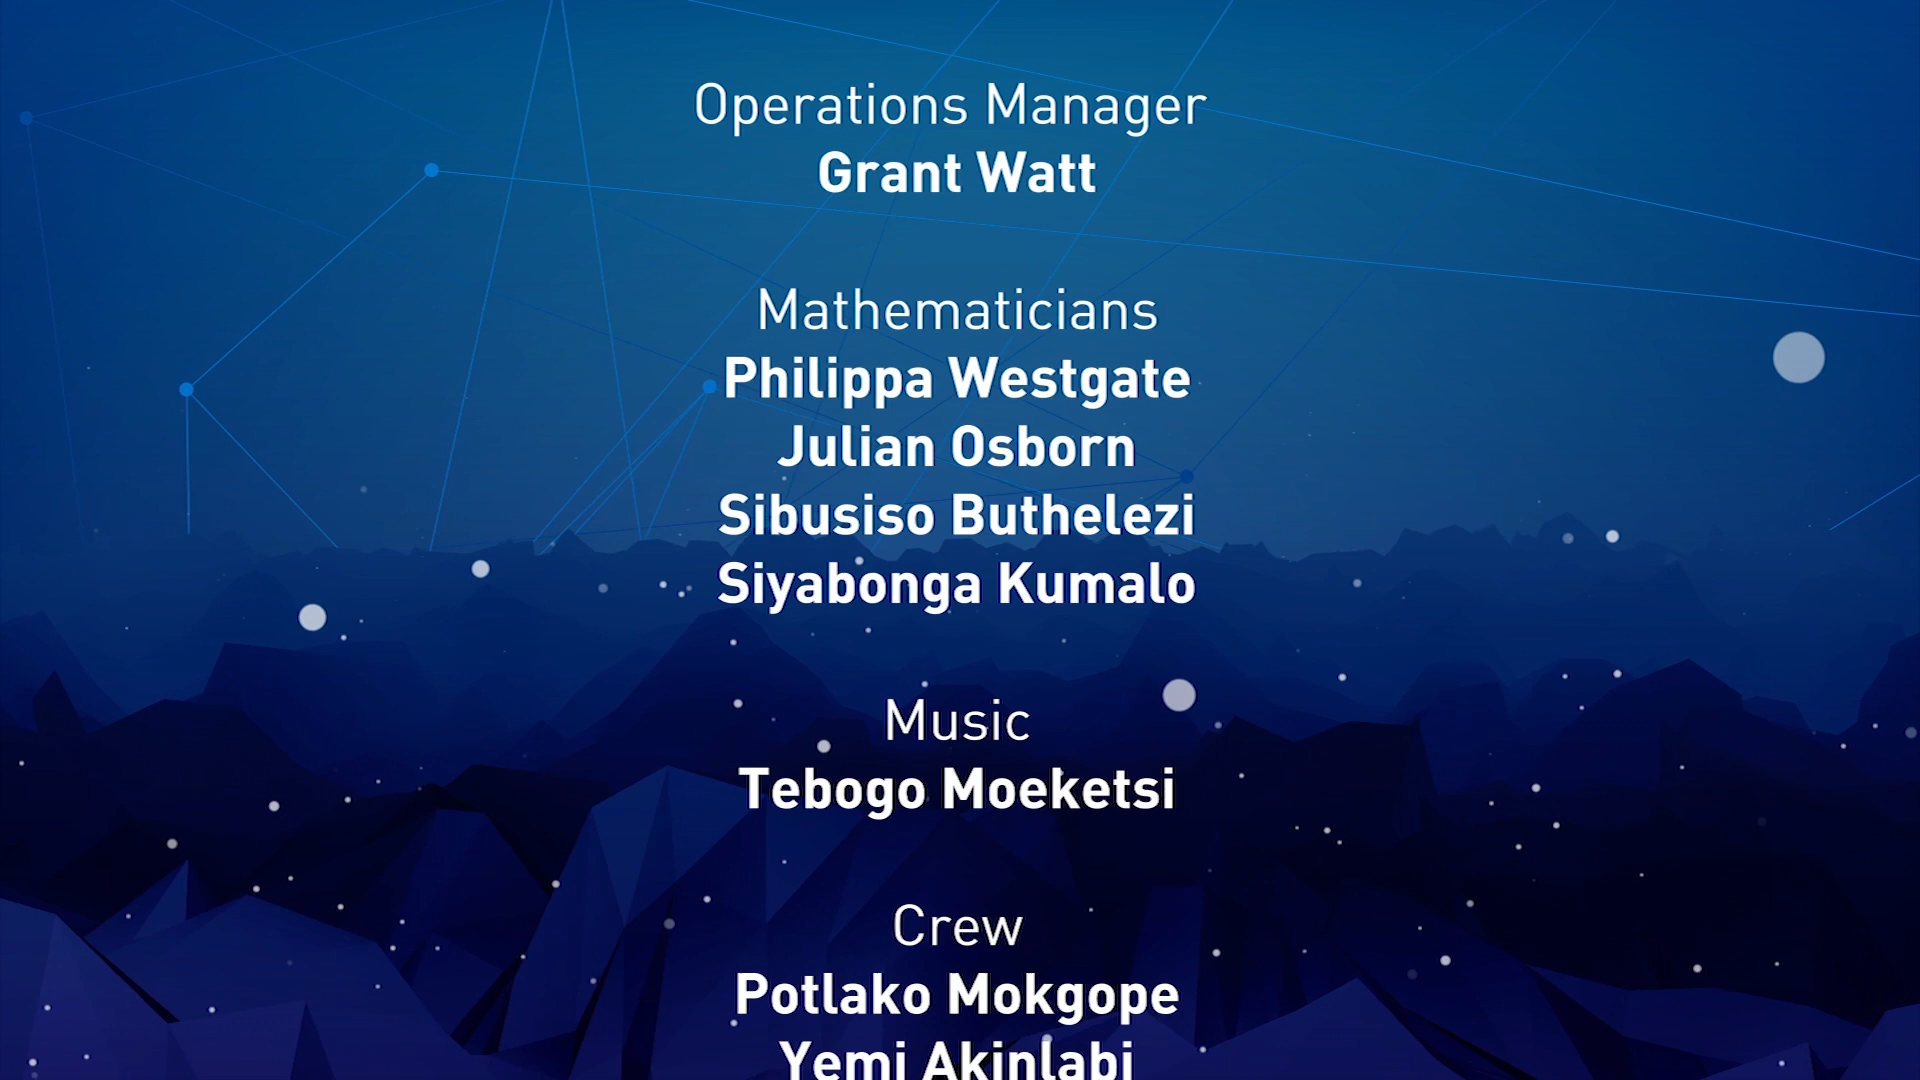 Operations Manager
Grant Watt
Mathematicians
Philippa Westgate
Julian Osborn
Sibusiso Buthelezi
Siyabonga Kumalo
Music
Tebogo Moeketsi
Crew
Potlako Mokgope
Yemi Akinlabi